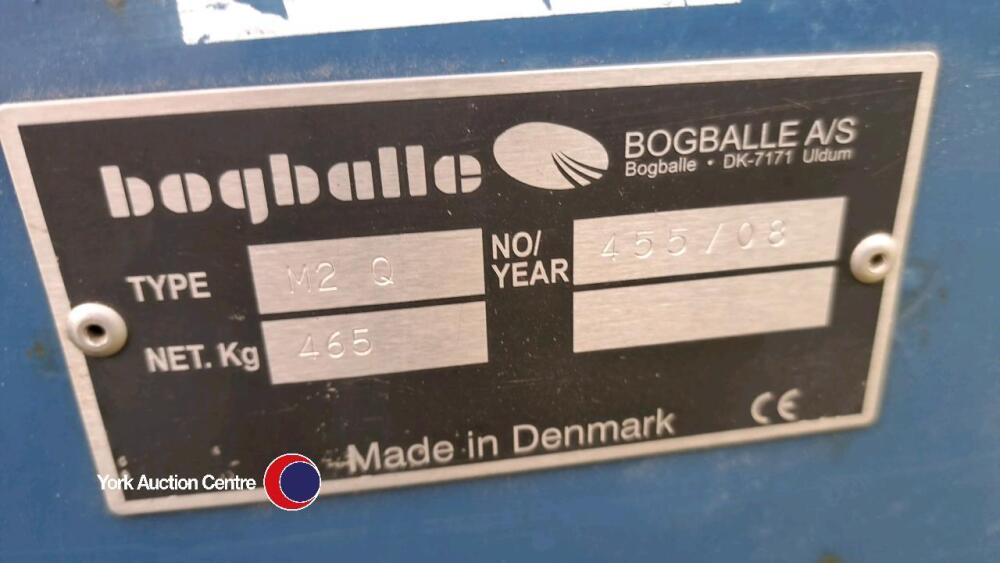 bogballe
BOGBALLE A/S
Bogballe • DK-7171 Uldum
TYPE M2 Q
NO/
YEAR 455/08
NET. Kg 465
Made in Denmark
CE
York Auction Centre